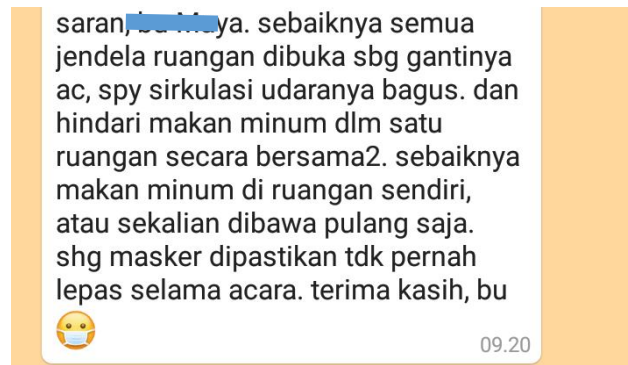 saran, ya. sebaiknya semua
jendela ruangan dibuka sbg gantinya
ac, spy sirkulasi udaranya bagus. dan
hindari makan minum dlm satu
ruangan secara bersama2. sebaiknya
makan minum di ruangan sendiri,
atau sekalian dibawa pulang saja.
shg masker dipastikan tdk pernah
lepas selama acara. terima kasih, bu
😷
09.20